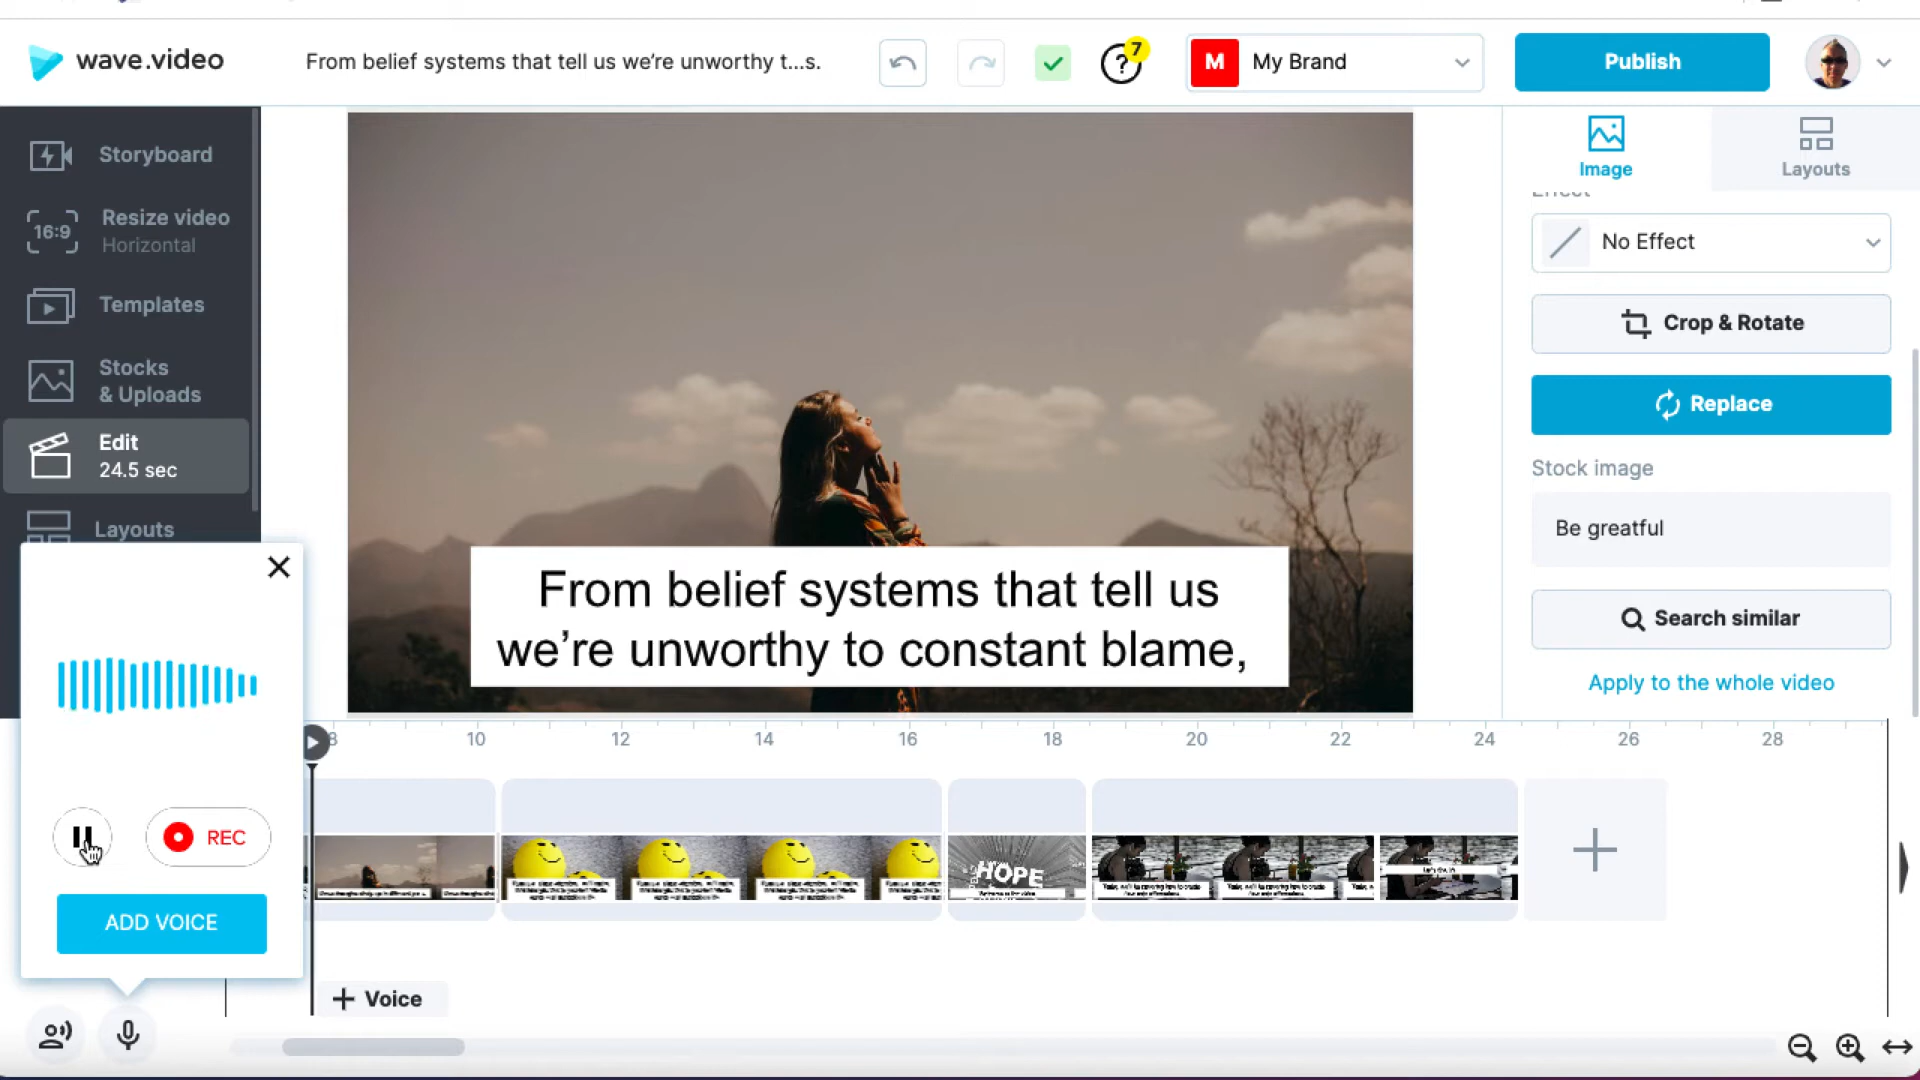 wave.video
From belief systems that tell us we're unworthy t...s.
7
?
M My Brand
Publish
Storyboard
16:9
Resize video
Horizontal
Templates
Stocks
& Uploads
Edit
24.5 sec
Layouts
From belief systems that tell us
we're unworthy to constant blame,
Image
Layouts
Effect
No Effect
Crop & Rotate
Replace
Stock image
Be greatful
Search similar
Apply to the whole video
REC
ADD VOICE
8 10 12 14 16 18 20 22 24 26 28
HOPE
+ Voice